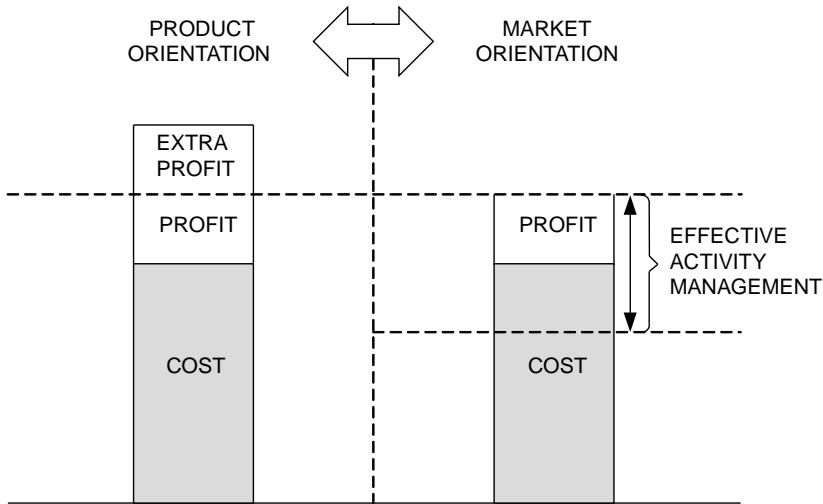 PRODUCT
ORIENTATION
MARKET
ORIENTATION
EXTRA
PROFIT
PROFIT
COST
PROFIT
COST
EFFECTIVE
ACTIVITY
MANAGEMENT